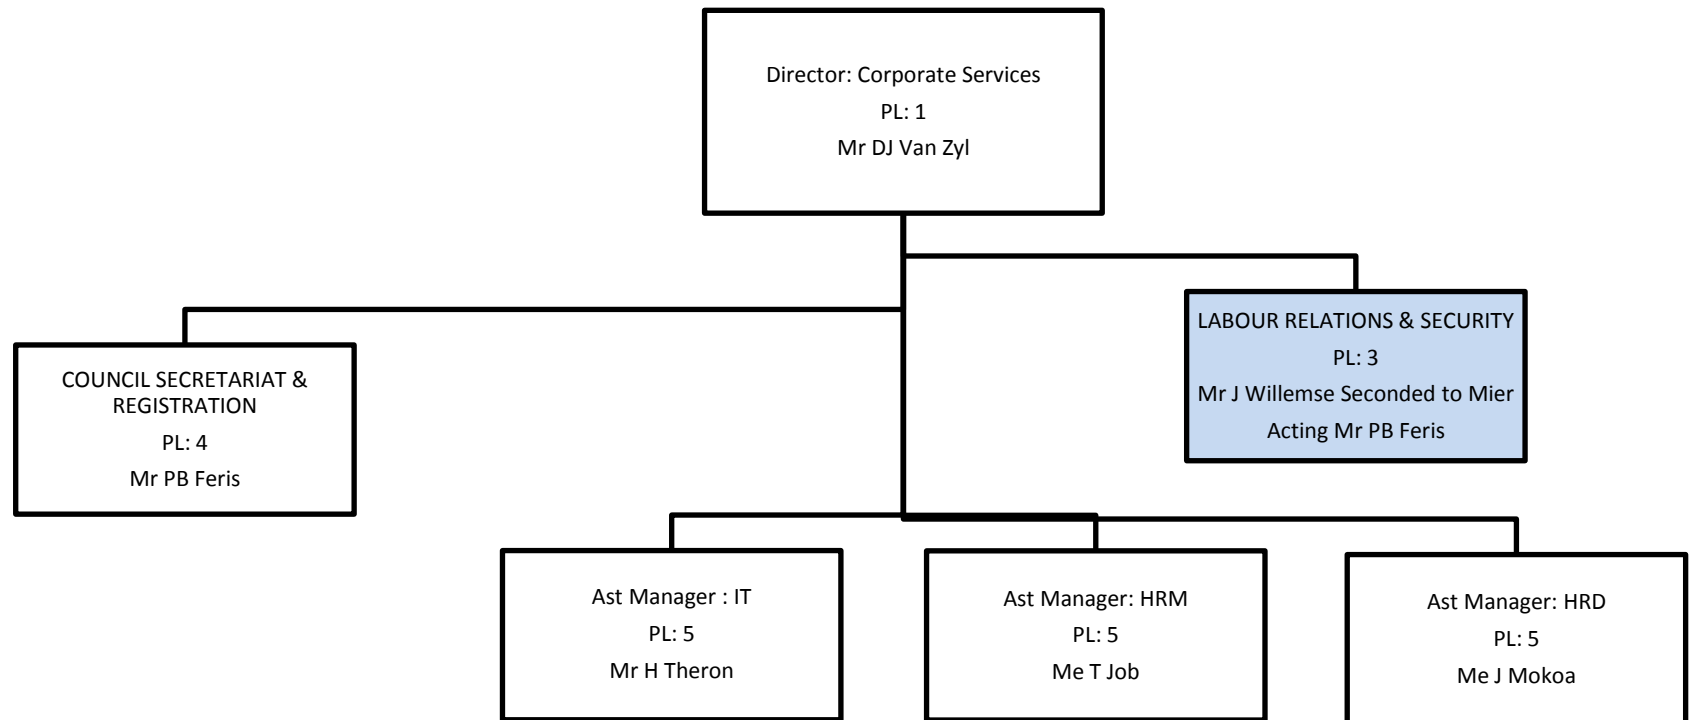 Director: Corporate Services
PL: 1
Mr DJ Van Zyl
LABOUR RELATIONS & SECURITY
PL: 3
Mr J Willemse Seconded to Mier
Acting Mr PB Feris
COUNCIL SECRETARIAT &
REGISTRATION
PL: 4
Mr PB Feris
Ast Manager : IT
PL: 5
Mr H Theron
Ast Manager: HRM
PL: 5
Me T Job
Ast Manager: HRD
PL: 5
Me J Mokoa